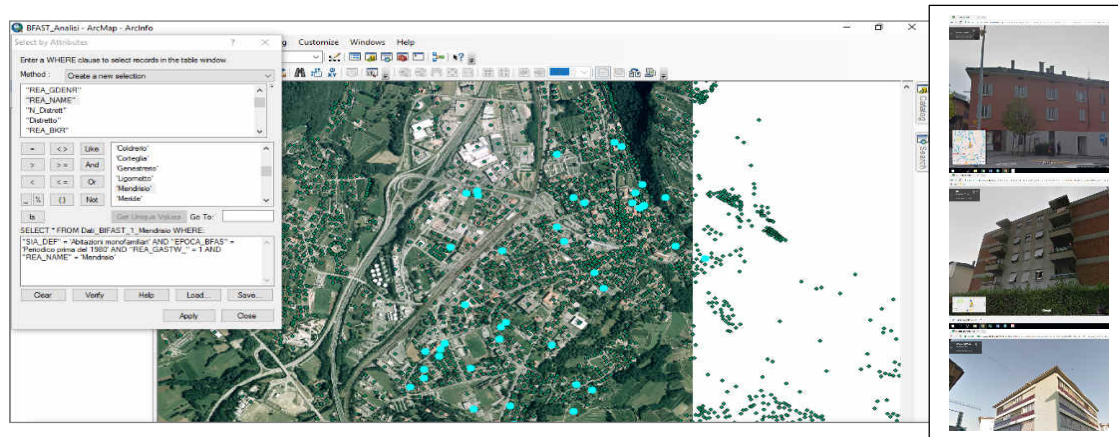 BFAST_Analisi - ArcMap - ArcInfo
Select by Attributes
Customize Windows Help
Enter a WHERE clause to select records in the table window.
Method : Create a new selection
"REA_GDENR"
"REA_NAME"
"N_Distrett"
"Distretto"
"REA_BKR"
= <> Like
> >= And
< <= Or
_ % () Not
Is
'Coldrerio'
'Corteglia'
'Genestrerio'
'Ligornetto'
'Mendrisio'
'Meride'
Get Unique Values Go To:
SELECT * FROM Dati_BIFAST_1_Mendrisio WHERE:
"SIA_DEF" = 'Abitazioni monofamiliari' AND "EPOCA_BFAS" =
'Periodico prima del 1980' AND "REA_GASTW_" = 1 AND
"REA_NAME" = 'Mendrisio'
Clear Verify Help Load... Save...
Apply Close
Catalog
Search